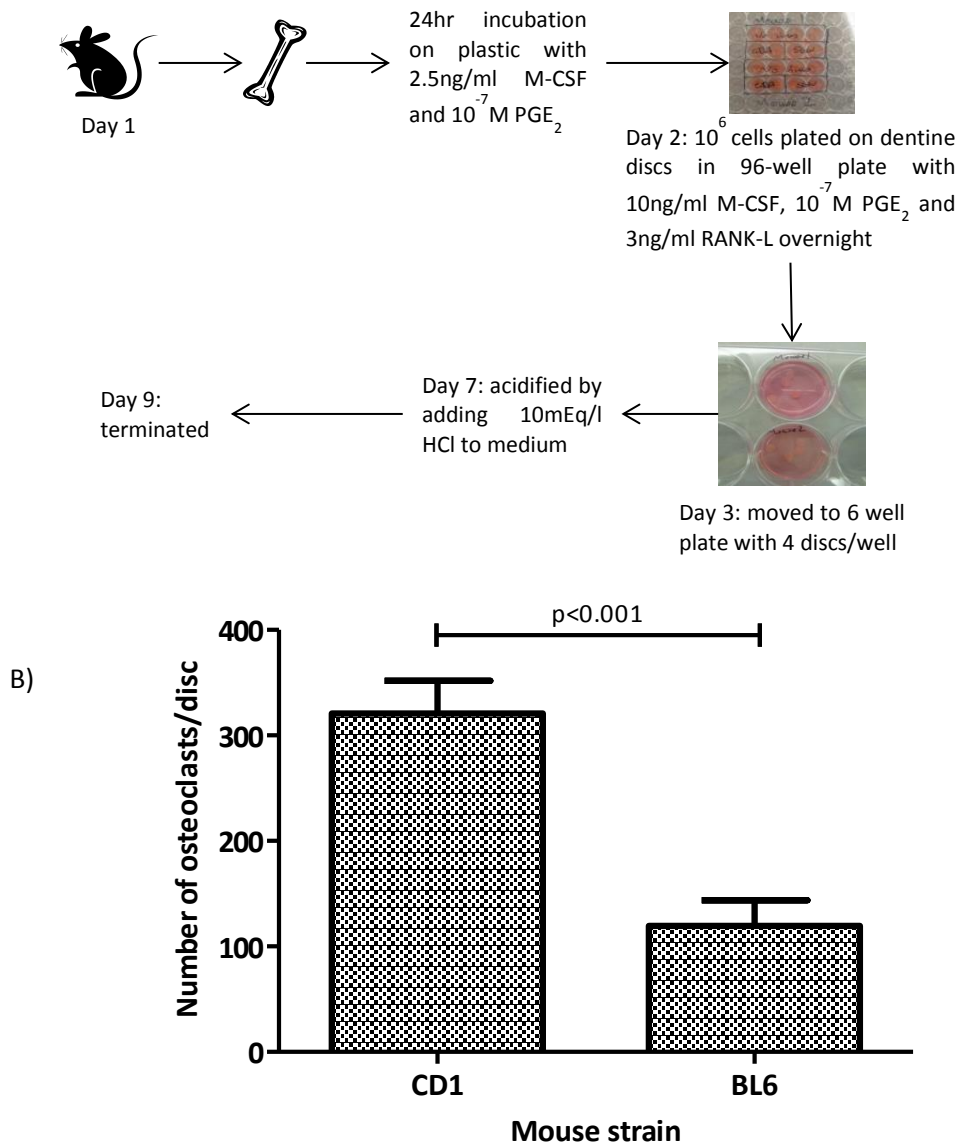 Day 1
24hr incubation
on plastic with
2.5ng/ml M-CSF
and 10⁻⁷M PGE₂
Day 2: 10⁶ cells plated on dentine
discs in 96-well plate with
10ng/ml M-CSF, 10⁻⁷M PGE₂ and
3ng/ml RANK-L overnight
Day 3: moved to 6 well
plate with 4 discs/well
Day 7: acidified by
adding 10mEq/l
HCl to medium
Day 9:
terminated
B)
p<0.001
Number of osteoclasts/disc
400
300
200
100
0
CD1
BL6
Mouse strain